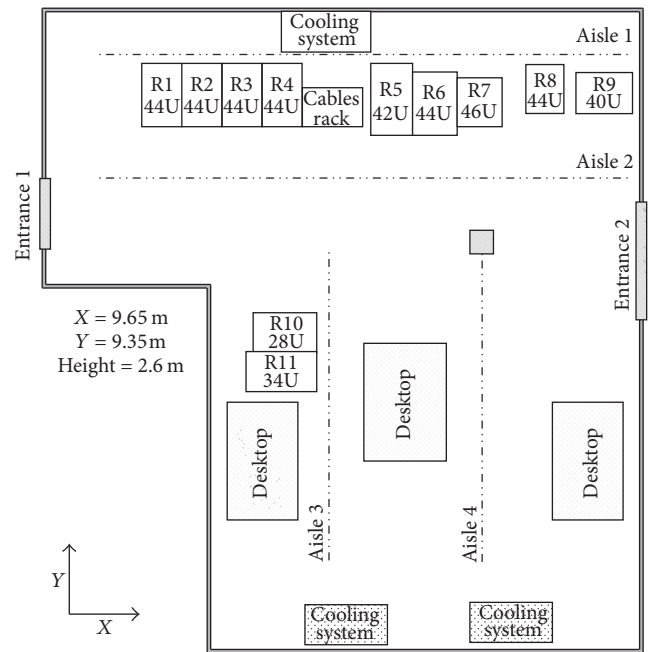 Cooling
system
Aisle 1
R1
44U
R2
44U
R3
44U
R4
44U
Cables
rack
R5
42U
R6
44U
R7
46U
R8
44U
R9
40U
Aisle 2
Entrance 1
Entrance 2
X = 9.65 m
Y = 9.35 m
Height = 2.6 m
R10
28U
R11
34U
Desktop
Desktop
Desktop
Aisle 3
Aisle 4
Y
X
Cooling
system
Cooling
system